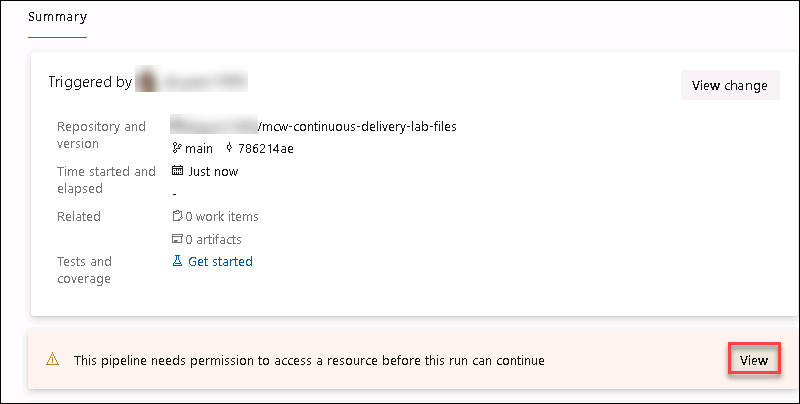 Summary
Triggered by
View change
Repository and
version
/mcw-continuous-delivery-lab-files
main 786214ae
Time started and
elapsed
Just now
-
Related
0 work items
0 artifacts
Tests and
coverage
Get started
This pipeline needs permission to access a resource before this run can continue
View